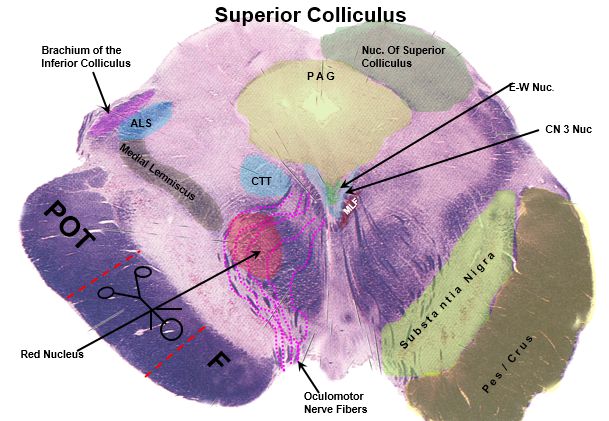 Superior Colliculus
Brachium of the
Inferior Colliculus
Nuc. Of Superior
Colliculus
PAG
E-W Nuc.
ALS
CN 3 Nuc
Medial Lemniscus
CTT
MLF
POT
Substantia Nigra
Red Nucleus
F
Pes / Crus
Oculomotor
Nerve Fibers